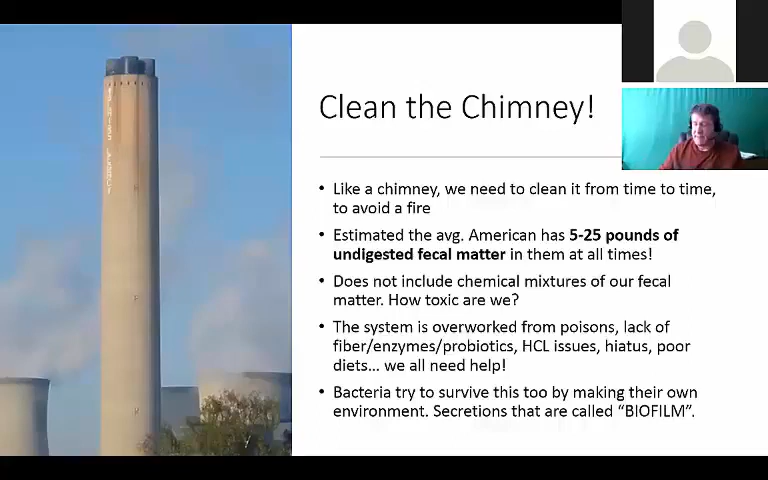 Clean the Chimney!
• Like a chimney, we need to clean it from time to time,
to avoid a fire
• Estimated the avg. American has 5-25 pounds of
undigested fecal matter in them at all times!
• Does not include chemical mixtures of our fecal
matter. How toxic are we?
• The system is overworked from poisons, lack of
fiber/enzymes/probiotics, HCL issues, hiatus, poor
diets... we all need help!
• Bacteria try to survive this too by making their own
environment. Secretions that are called “BIOFILM”.